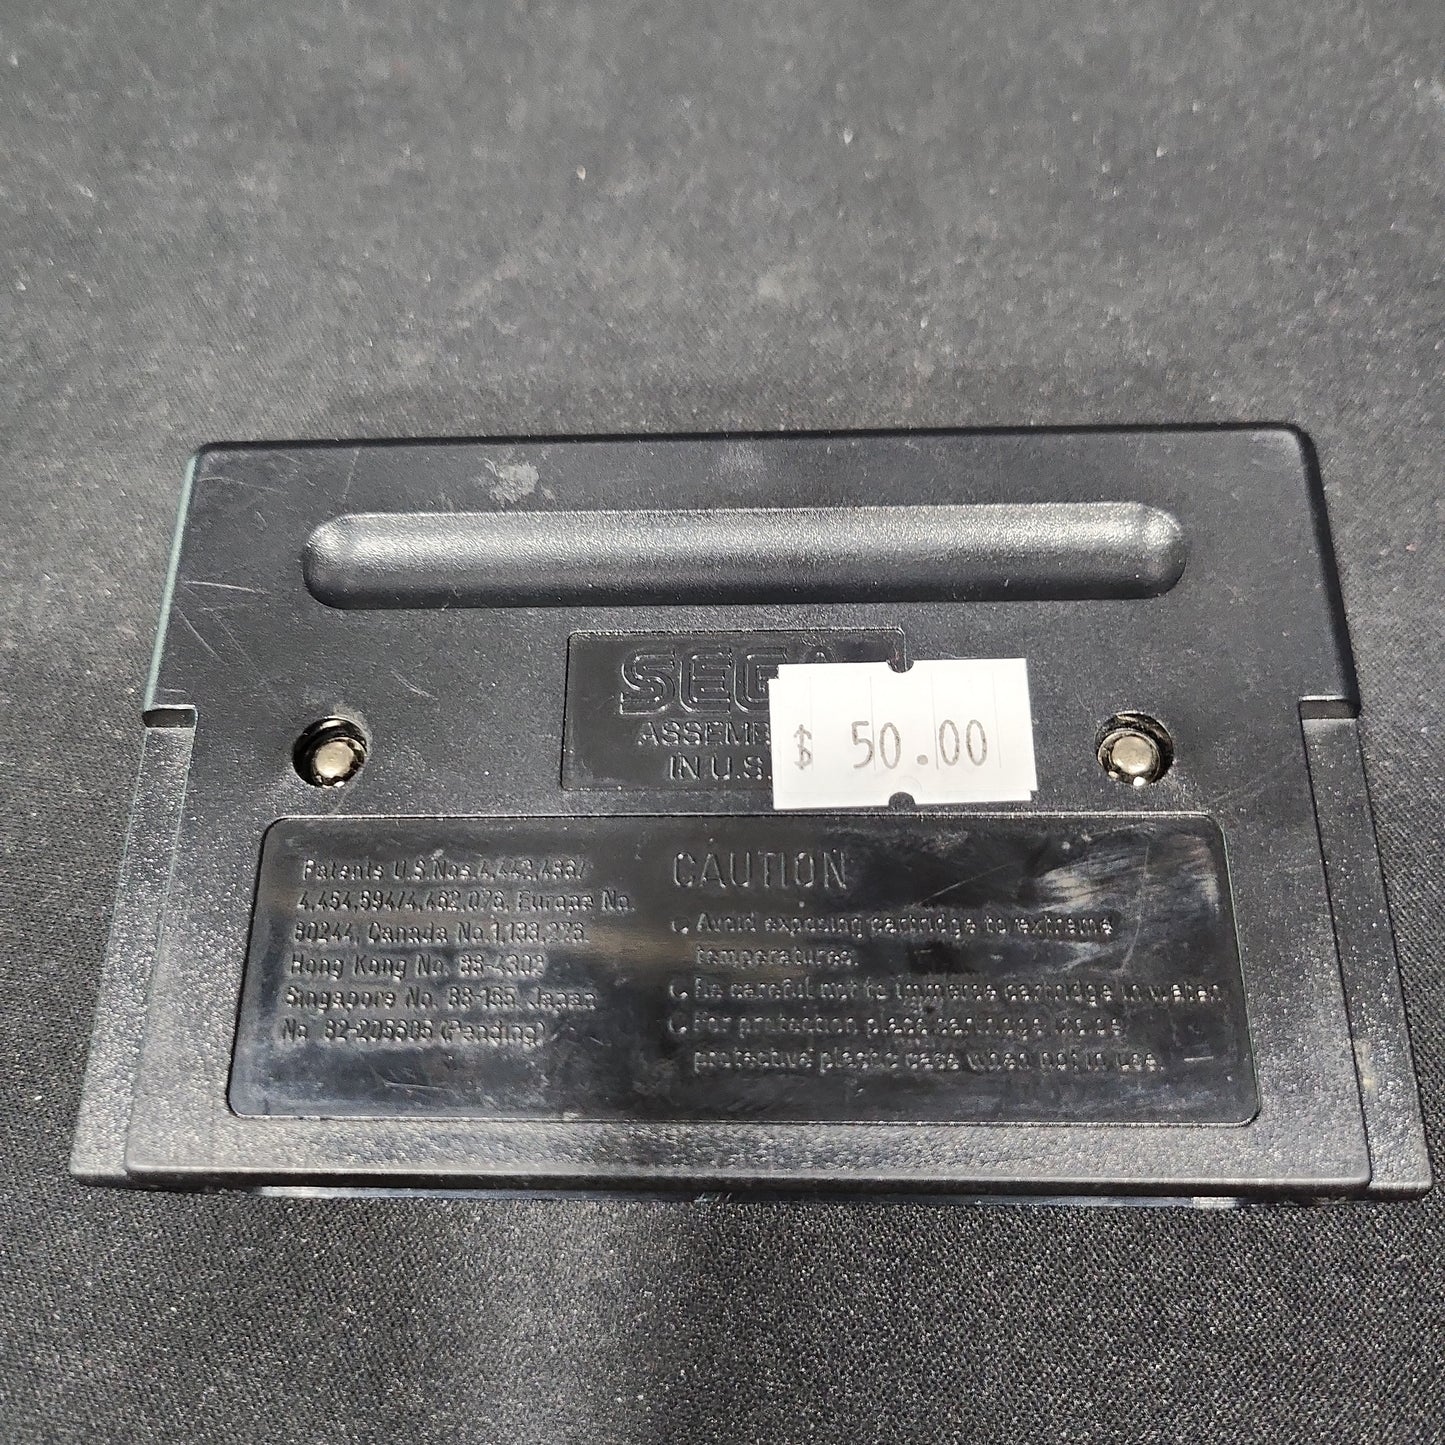 SEGA
ASSEMB
IN U.S.
$ 50.00
Patents U.S. Nos. 4,442,486/
4,454,594/4,462,076, Europe No.
80244, Canada No. 1,183,276,
Hong Kong No. 88-4302
Singapore No. 88-155, Japan
No. 82-205605 (Pending)
CAUTION
Avoid exposing cartridge to extreme
temperatures.
Be careful not to immerse cartridge in water!
For protection, place cartridge inside
protective plastic case when not in use.